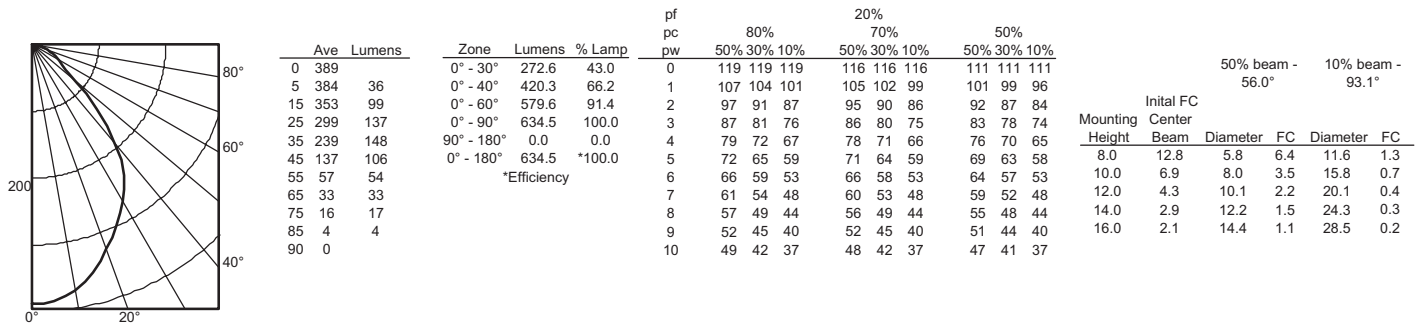 80°
60°
200
40°
0° 20°
Ave Lumens
0 389
5 384 36
15 353 99
25 299 137
35 239 148
45 137 106
55 57 54
65 33 33
75 16 17
85 4 4
90 0
Zone Lumens % Lamp
0° - 30° 272.6 43.0
0° - 40° 420.3 66.2
0° - 60° 579.6 91.4
0° - 90° 634.5 100.0
90° - 180° 0.0 0.0
0° - 180° 634.5 *100.0
*Efficiency
pf 20%
pc 80% 70% 50%
pw 50% 30% 10% 50% 30% 10% 50% 30% 10%
0 119 119 119 116 116 116 111 111 111
1 107 104 101 105 102 99 101 99 96
2 97 91 87 95 90 86 92 87 84
3 87 81 76 86 80 75 83 78 74
4 79 72 67 78 71 66 76 70 65
5 72 65 59 71 64 59 69 63 58
6 66 59 53 66 58 53 64 57 53
7 61 54 48 60 53 48 59 52 48
8 57 49 44 56 49 44 55 48 44
9 52 45 40 52 45 40 51 44 40
10 49 42 37 48 42 37 47 41 37
50% beam - 10% beam -
56.0° 93.1°
Inital FC
Mounting Center
Height Beam Diameter FC Diameter FC
8.0 12.8 5.8 6.4 11.6 1.3
10.0 6.9 8.0 3.5 15.8 0.7
12.0 4.3 10.1 2.2 20.1 0.4
14.0 2.9 12.2 1.5 24.3 0.3
16.0 2.1 14.4 1.1 28.5 0.2